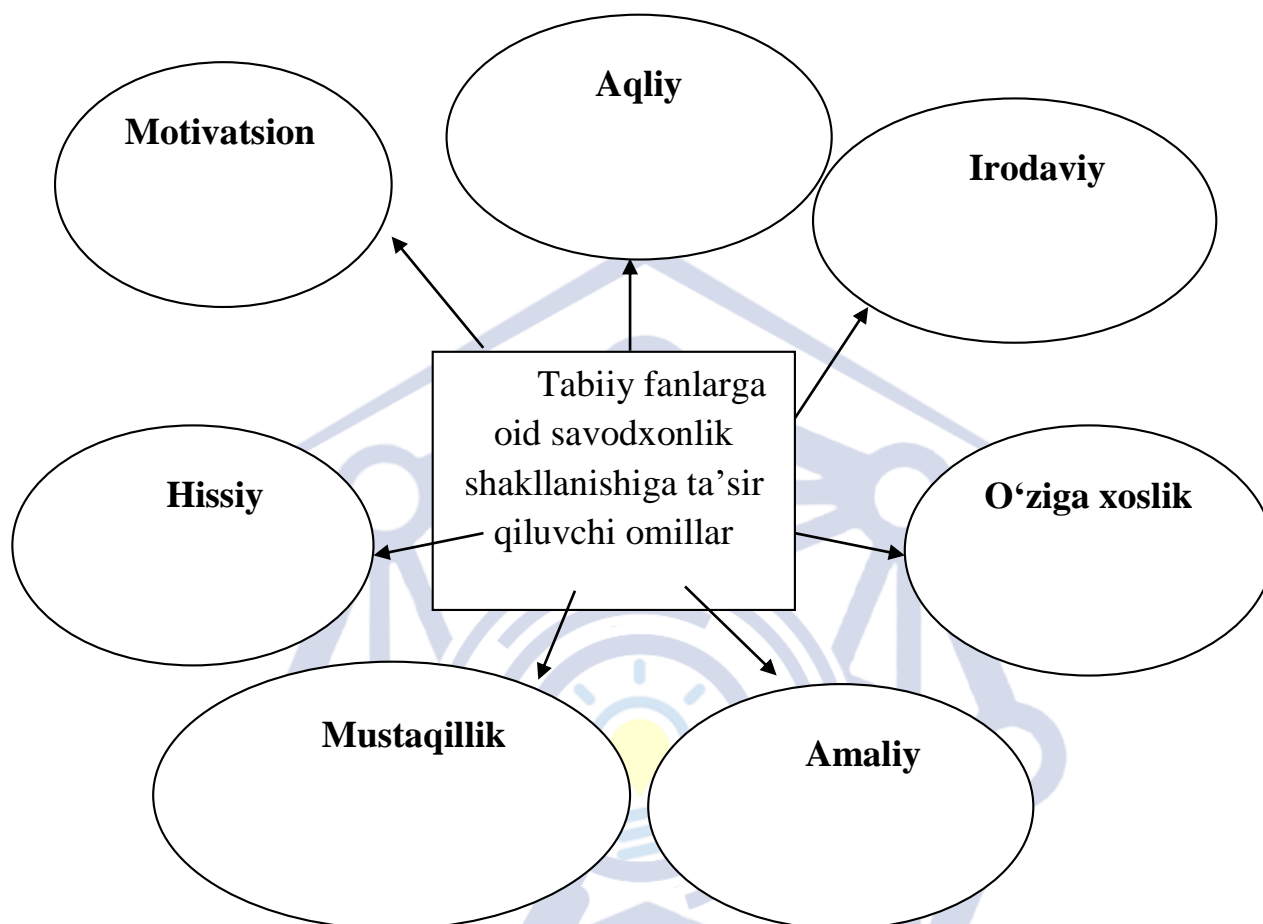 Aqliy
Motivatsion
Irodaviy
Tabiiy fanlarga
oid savodxonlik
shakllanishiga ta’sir
qiluvchi omillar
Hissiy
O‘ziga xoslik
Mustaqillik
Amaliy